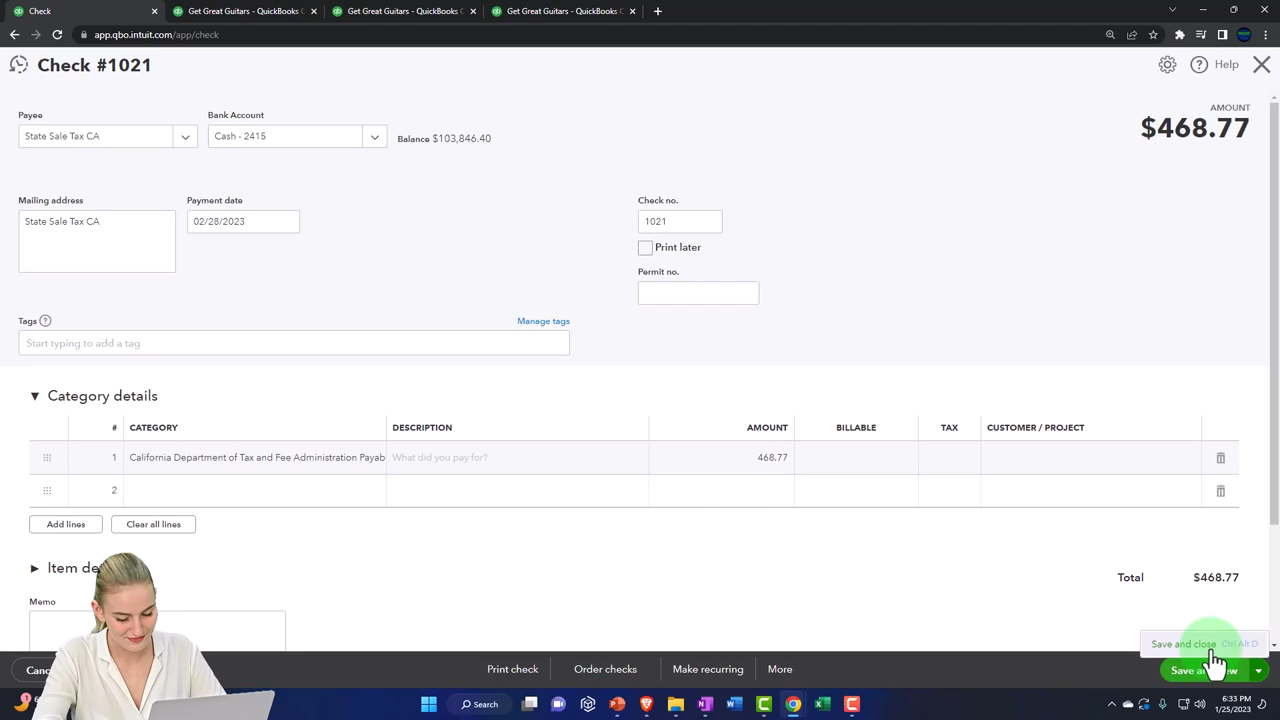 Check
Get Great Guitars - QuickBooks C
Get Great Guitars - QuickBooks C
Get Great Guitars - QuickBooks C
app.qbo.intuit.com/app/check
Check #1021
Help
Payee
Bank Account
AMOUNT
State Sale Tax CA
Cash - 2415
Balance $103,846.40
$468.77
Mailing address
Payment date
Check no.
State Sale Tax CA
02/28/2023
1021
Print later
Permit no.
Tags
Manage tags
Start typing to add a tag
Category details
# CATEGORY DESCRIPTION AMOUNT BILLABLE TAX CUSTOMER / PROJECT
1 California Department of Tax and Fee Administration Payab What did you pay for? 468.77
2
Add lines
Clear all lines
Item de
Total $468.77
Memo
Save and close Ctrl Alt D
Canc
Print check
Order checks
Make recurring
More
Save an
Search
6:33 PM
1/25/2023